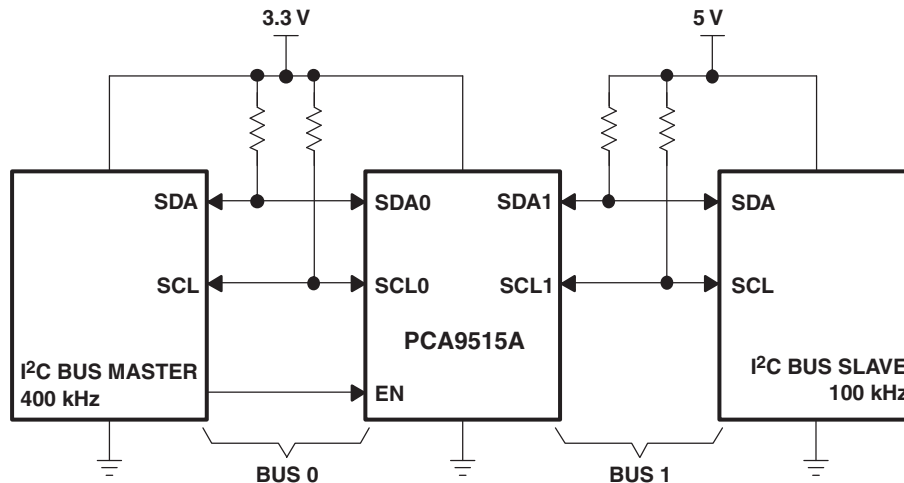 3.3 V
5 V
SDA
SDA0
SDA1
SDA
SCL
SCL0
SCL1
SCL
PCA9515A
I²C BUS MASTER
400 kHz
EN
I²C BUS SLAVE
100 kHz
BUS 0
BUS 1